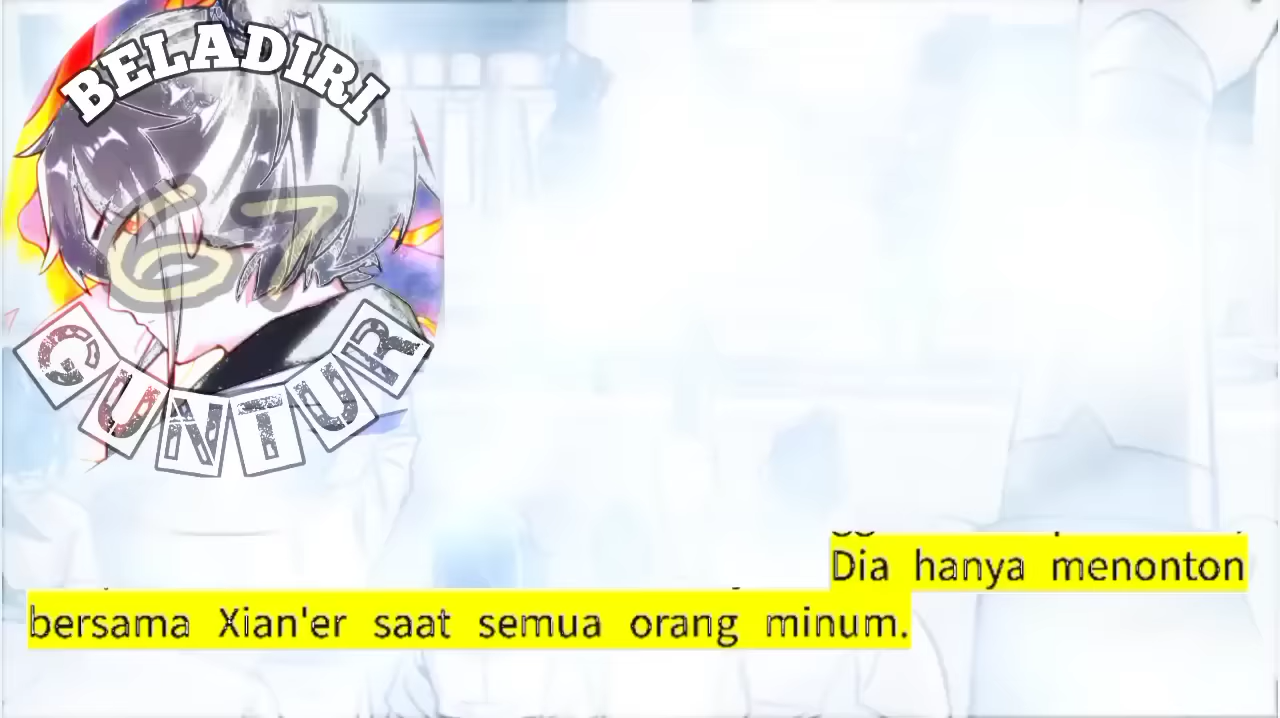 BELADIRI
67
GUNTUR
Dia hanya menonton
bersama Xian'er saat semua orang minum.